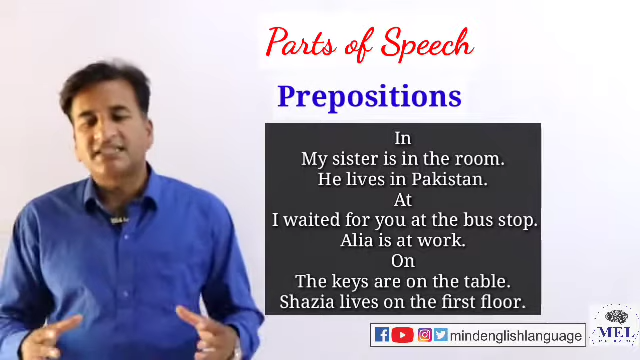 Parts of Speech
Prepositions
In
My sister is in the room.
He lives in Pakistan.
At
I waited for you at the bus stop.
Alia is at work.
On
The keys are on the table.
Shazia lives on the first floor.
mindenglishlanguage
MEL